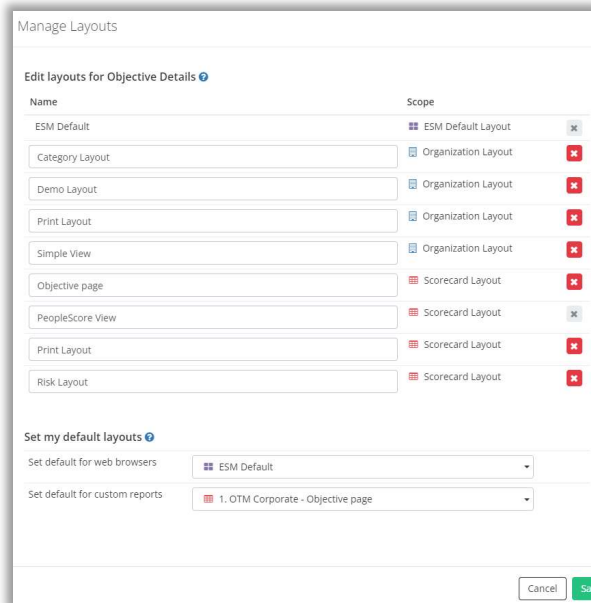 Manage Layouts
Edit layouts for Objective Details
Name Scope
ESM Default ESM Default Layout
Category Layout Organization Layout
Demo Layout Organization Layout
Print Layout Organization Layout
Simple View Organization Layout
Objective page Scorecard Layout
PeopleScore View Scorecard Layout
Print Layout Scorecard Layout
Risk Layout Scorecard Layout
Set my default layouts
Set default for web browsers ESM Default
Set default for custom reports 1. OTM Corporate - Objective page
Cancel